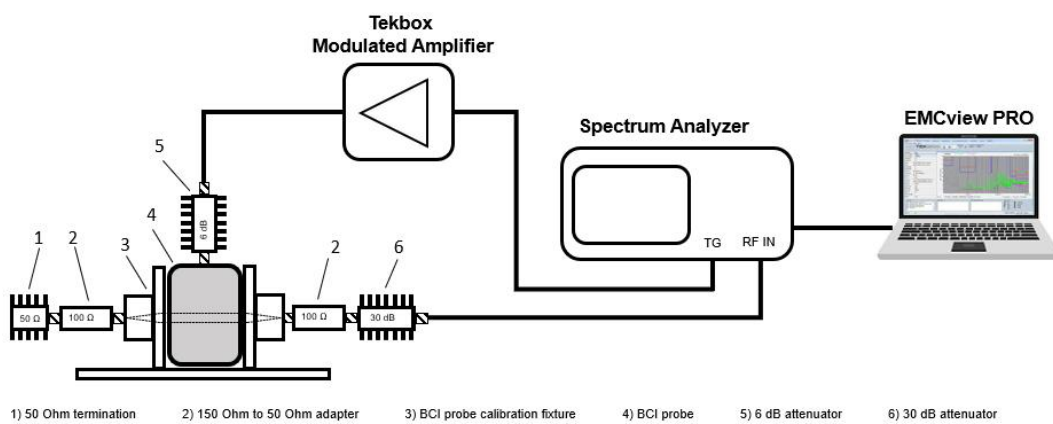 Tekbox
Modulated Amplifier
EMCview PRO
Spectrum Analyzer
5
6 dB
4
TG RF IN
1 2 3 2 6
50 Ω 100 Ω 100 Ω 30 dB
1) 50 Ohm termination 2) 150 Ohm to 50 Ohm adapter 3) BCI probe calibration fixture 4) BCI probe 5) 6 dB attenuator 6) 30 dB attenuator